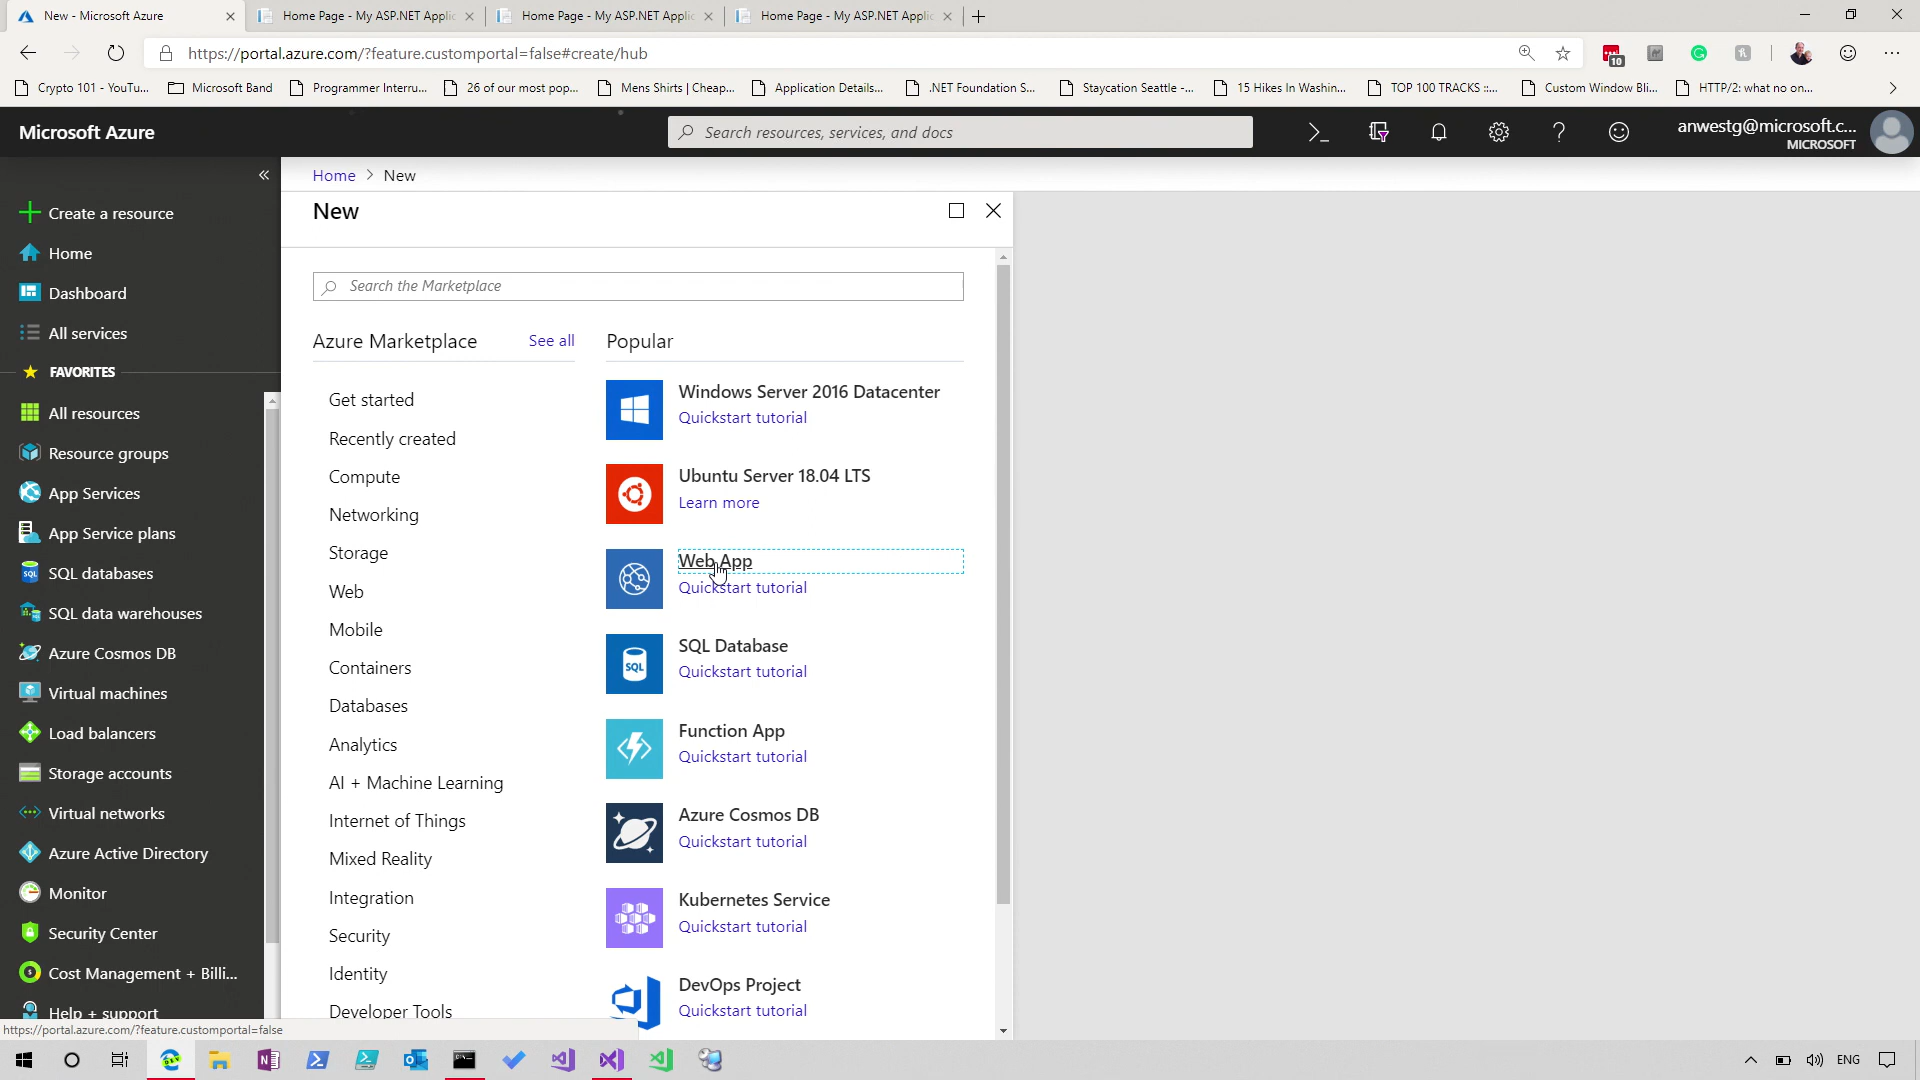 New - Microsoft Azure
Home Page - My ASP.NET Applic
Home Page - My ASP.NET Applic
Home Page - My ASP.NET Applic
https://portal.azure.com/?feature.customportal=false#create/hub
10
Crypto 101 - YouTu...
Microsoft Band
Programmer Interru...
26 of our most pop...
Mens Shirts | Cheap...
Application Details...
.NET Foundation S...
Staycation Seattle -...
15 Hikes In Washin...
TOP 100 TRACKS ::...
Custom Window Bli...
HTTP/2: what no on...
Microsoft Azure
Search resources, services, and docs
anwestg@microsoft.c...
MICROSOFT
Create a resource
Home
Dashboard
All services
FAVORITES
All resources
Resource groups
App Services
App Service plans
SQL databases
SQL data warehouses
Azure Cosmos DB
Virtual machines
Load balancers
Storage accounts
Virtual networks
Azure Active Directory
Monitor
Security Center
Cost Management + Billi...
Help + support
Home > New
New
Search the Marketplace
Azure Marketplace
See all
Get started
Recently created
Compute
Networking
Storage
Web
Mobile
Containers
Databases
Analytics
AI + Machine Learning
Internet of Things
Mixed Reality
Integration
Security
Identity
Developer Tools
Popular
Windows Server 2016 Datacenter
Quickstart tutorial
Ubuntu Server 18.04 LTS
Learn more
Web App
Quickstart tutorial
SQL
SQL Database
Quickstart tutorial
Function App
Quickstart tutorial
Azure Cosmos DB
Quickstart tutorial
Kubernetes Service
Quickstart tutorial
DevOps Project
Quickstart tutorial
https://portal.azure.com/?feature.customportal=false
ENG